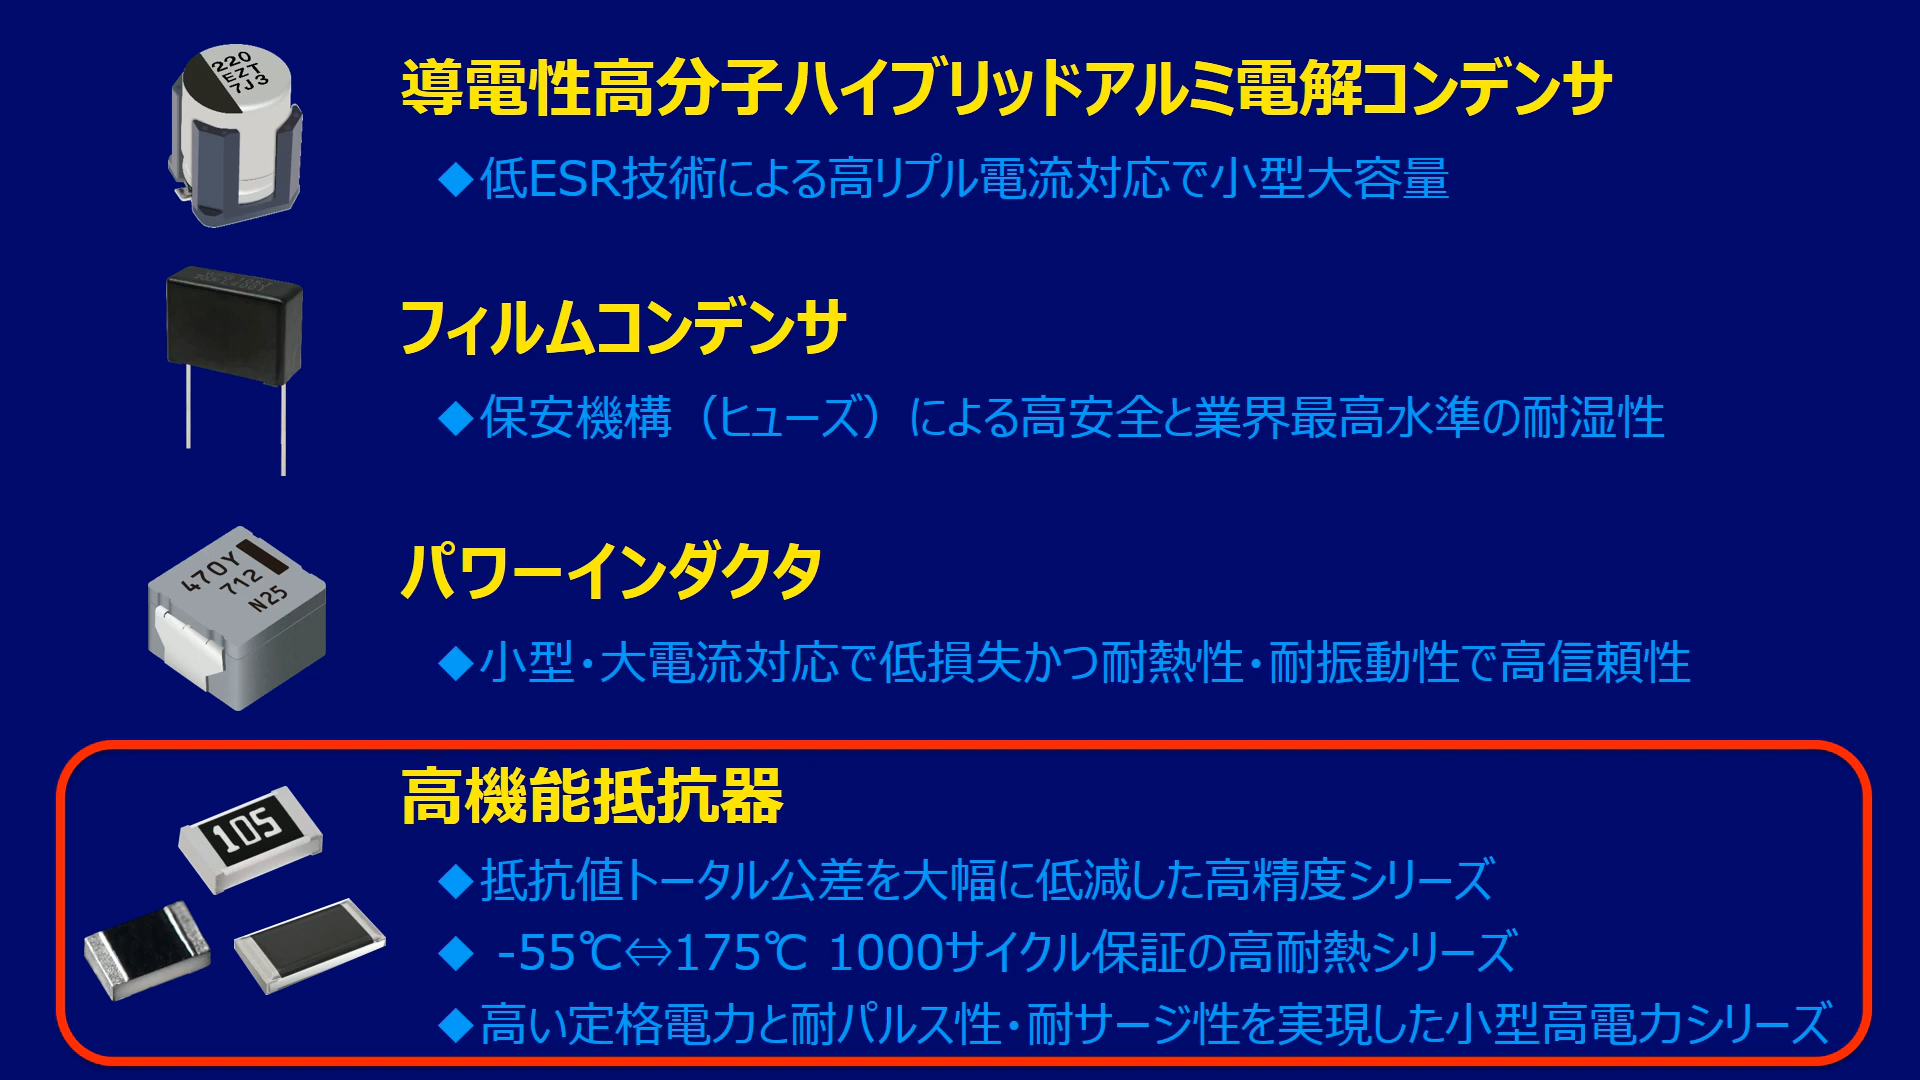 220
EZT
7J3
導電性高分子ハイブリッドアルミ電解コンデンサ
◆低ESR技術による高リプル電流対応で小型大容量
フィルムコンデンサ
◆保安機構（ヒューズ）による高安全と業界最高水準の耐湿性
470Y
712
N25
パワーインダクタ
◆小型・大電流対応で低損失かつ耐熱性・耐振動性で高信頼性
105
高機能抵抗器
◆抵抗値トータル公差を大幅に低減した高精度シリーズ
◆ -55℃⇔175℃ 1000サイクル保証の高耐熱シリーズ
◆高い定格電力と耐パルス性・耐サージ性を実現した小型高電力シリーズ